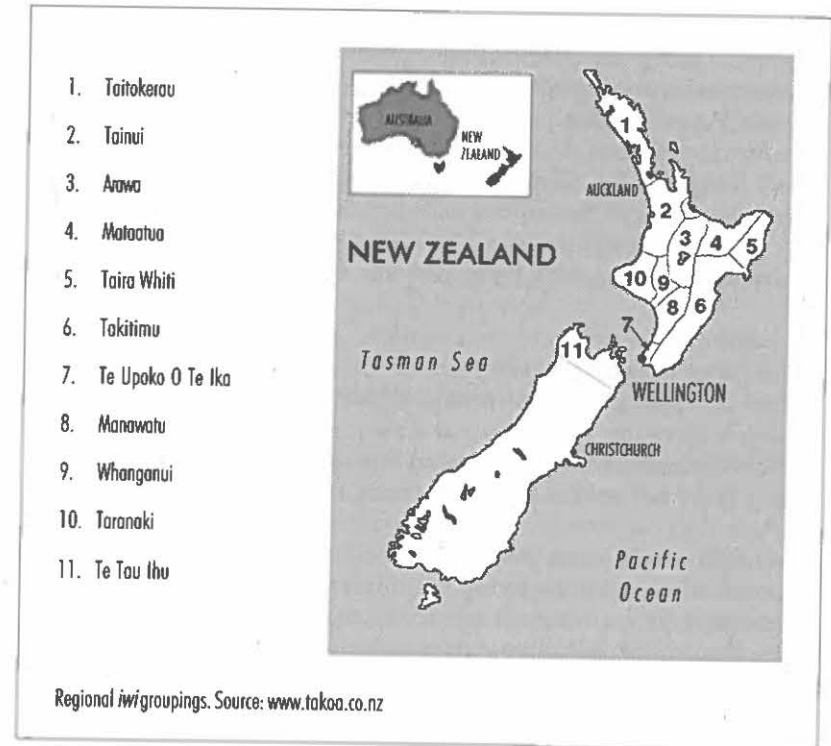 1. Taitokerau
2. Tainui
3. Arawa
4. Mataatua
5. Taira Whiti
6. Takitimu
7. Te Upoko O Te Ika
8. Manawatu
9. Whanganui
10. Taranaki
11. Te Tau Ihu
AUSTRALIA
NEW
ZEALAND
NEW ZEALAND
AUCKLAND
1
2
3
4
5
6
7
8
9
10
11
Tasman Sea
WELLINGTON
CHRISTCHURCH
Pacific
Ocean
Regional iwi groupings. Source: www.takoa.co.nz